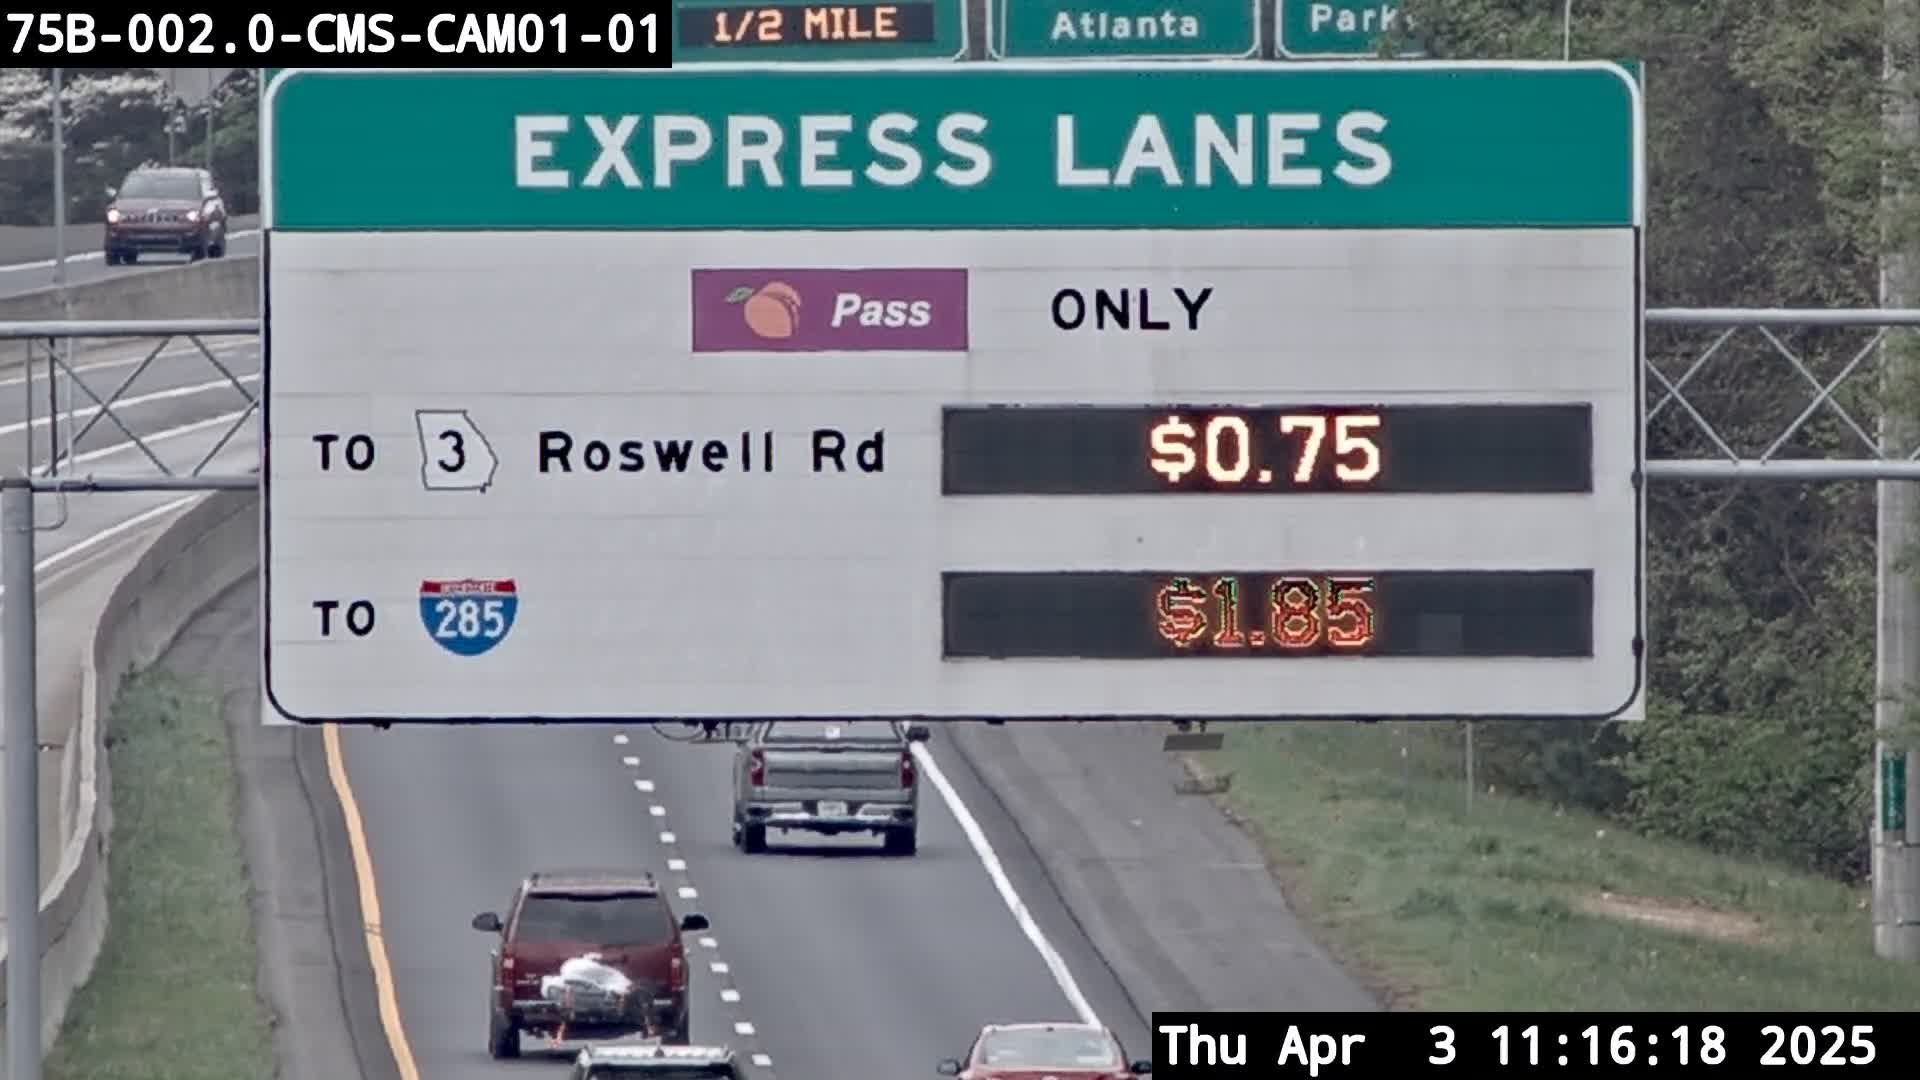 75B-002.0-CMS-CAM01-01
1/2 MILE
Atlanta
Park
EXPRESS LANES
Pass ONLY
TO 3 Roswell Rd $0.75
TO 285 $1.85
Thu Apr 3 11:16:18 2025